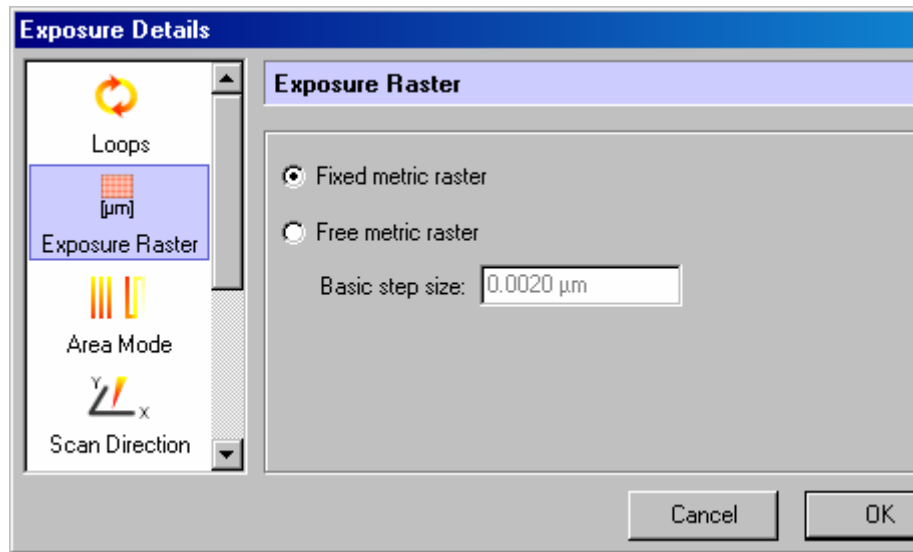 Exposure Details
Loops
[µm]
Exposure Raster
Area Mode
Y
X
Scan Direction
Exposure Raster
Fixed metric raster
Free metric raster
Basic step size: 0.0020 µm
Cancel
OK